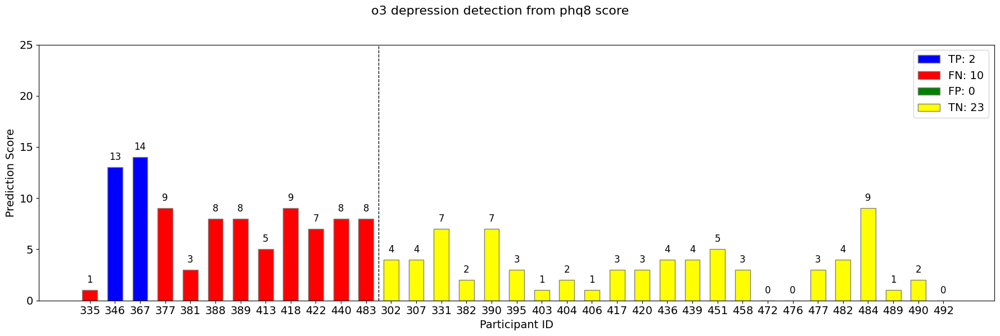 o3 depression detection from phq8 score
25
20
15
10
5
0
Prediction Score
TP: 2
FN: 10
FP: 0
TN: 23
1 13 14 9 3 8 8 5 9 7 8 8 4 4 7 2 7 3 1 2 1 3 3 4 4 5 3 0 0 3 4 9 1 2 0
335 346 367 377 381 388 389 413 418 422 440 483 302 307 331 382 390 395 403 404 406 417 420 436 439 451 458 472 476 477 482 484 489 490 492
Participant ID